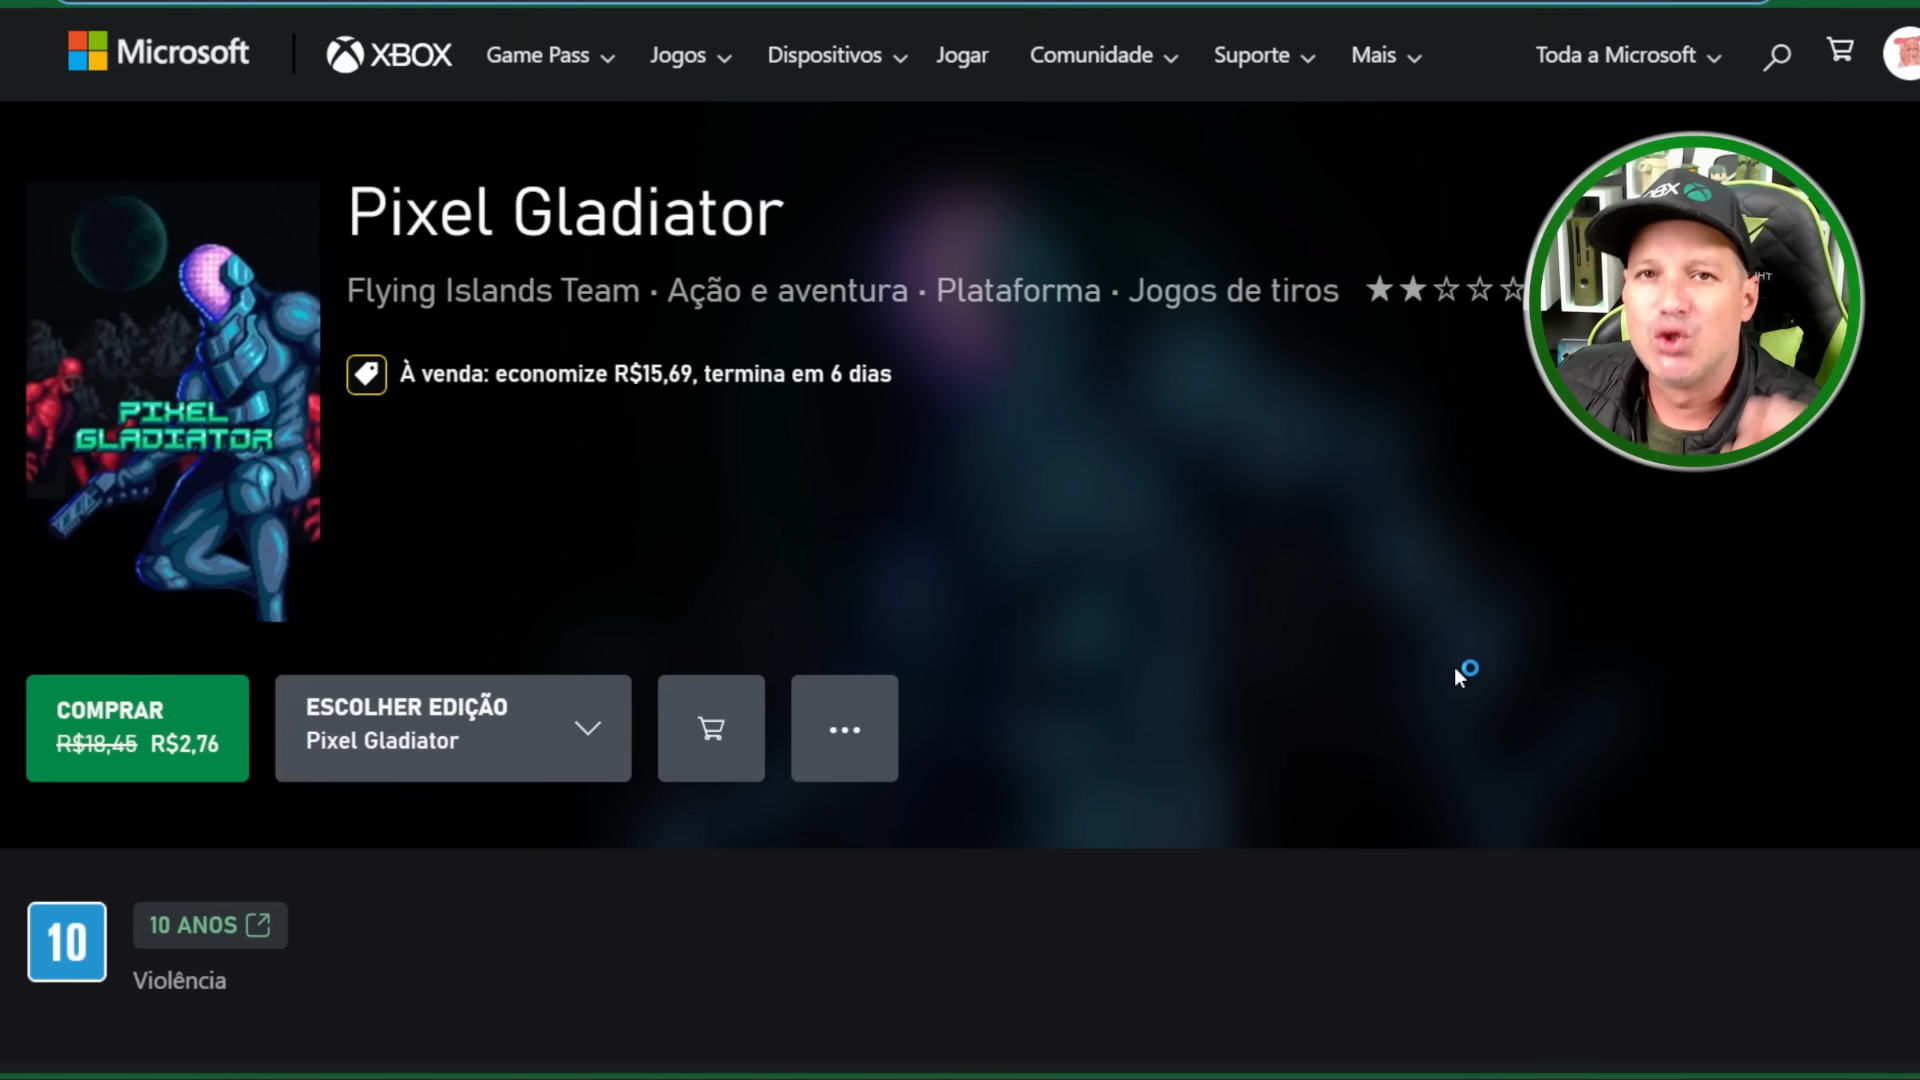 Microsoft
XBOX
Game Pass
Jogos
Dispositivos
Jogar
Comunidade
Suporte
Mais
Toda a Microsoft
Pixel Gladiator
Flying Islands Team · Ação e aventura · Plataforma · Jogos de tiros
À venda: economize R$15,69, termina em 6 dias
PIXEL
GLADIATOR
COMPRAR
R$18,45 R$2,76
ESCOLHER EDIÇÃO
Pixel Gladiator
10
10 ANOS
Violência